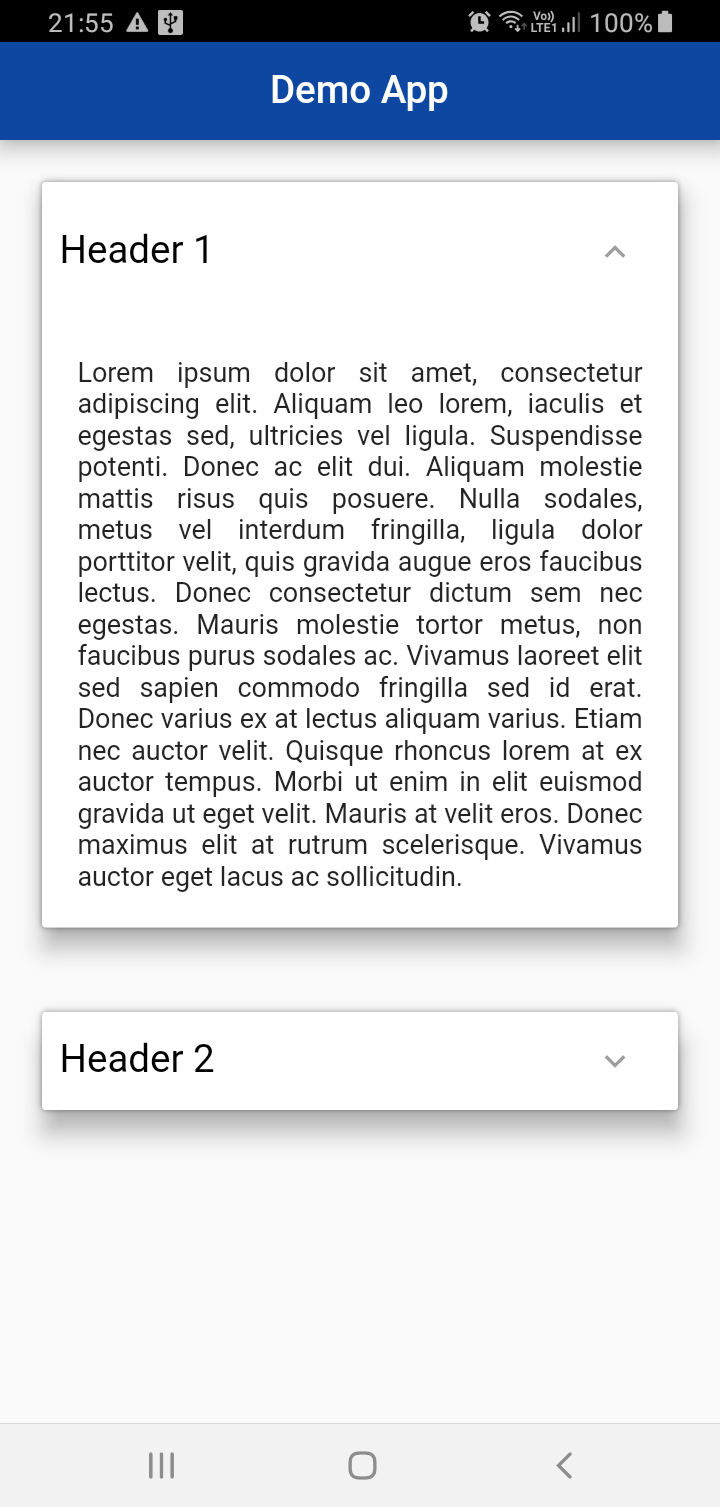 21:55
Vo))
LTE1
100%
Demo App
Header 1
Lorem ipsum dolor sit amet, consectetur
adipiscing elit. Aliquam leo lorem, iaculis et
egestas sed, ultricies vel ligula. Suspendisse
potenti. Donec ac elit dui. Aliquam molestie
mattis risus quis posuere. Nulla sodales,
metus vel interdum fringilla, ligula dolor
porttitor velit, quis gravida augue eros faucibus
lectus. Donec consectetur dictum sem nec
egestas. Mauris molestie tortor metus, non
faucibus purus sodales ac. Vivamus laoreet elit
sed sapien commodo fringilla sed id erat.
Donec varius ex at lectus aliquam varius. Etiam
nec auctor velit. Quisque rhoncus lorem at ex
auctor tempus. Morbi ut enim in elit euismod
gravida ut eget velit. Mauris at velit eros. Donec
maximus elit at rutrum scelerisque. Vivamus
auctor eget lacus ac sollicitudin.
Header 2